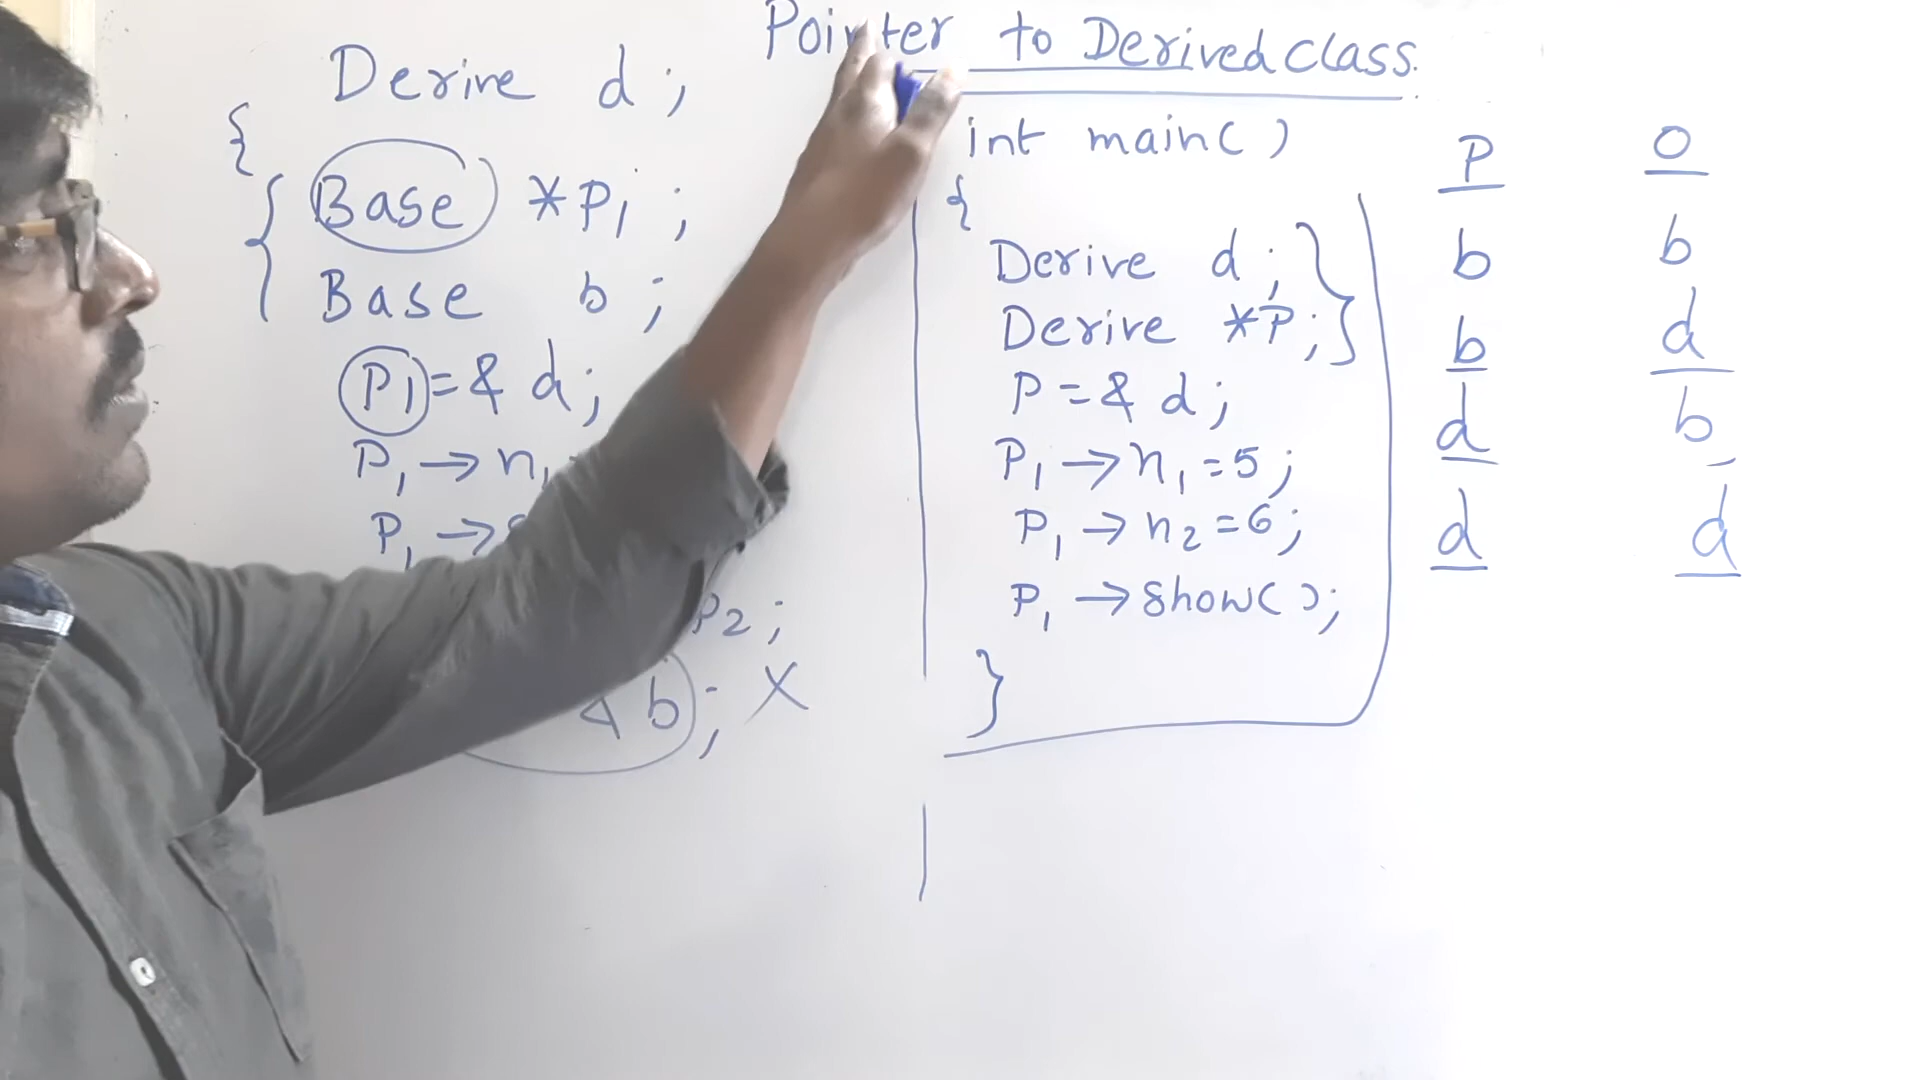 Pointer to Derived Class.
Derive d ;
{
Base *P1 ;
Base b ;
P1 = & d ;
P1 → n1
P1 →
P2 ;
& b ; X
int main( )
{
Derive d ;
Derive *P ;
P = & d ;
P1 → n1 = 5 ;
P1 → n2 = 6 ;
P1 → show( ) ;
}
P O
b b
b d
d b
d d